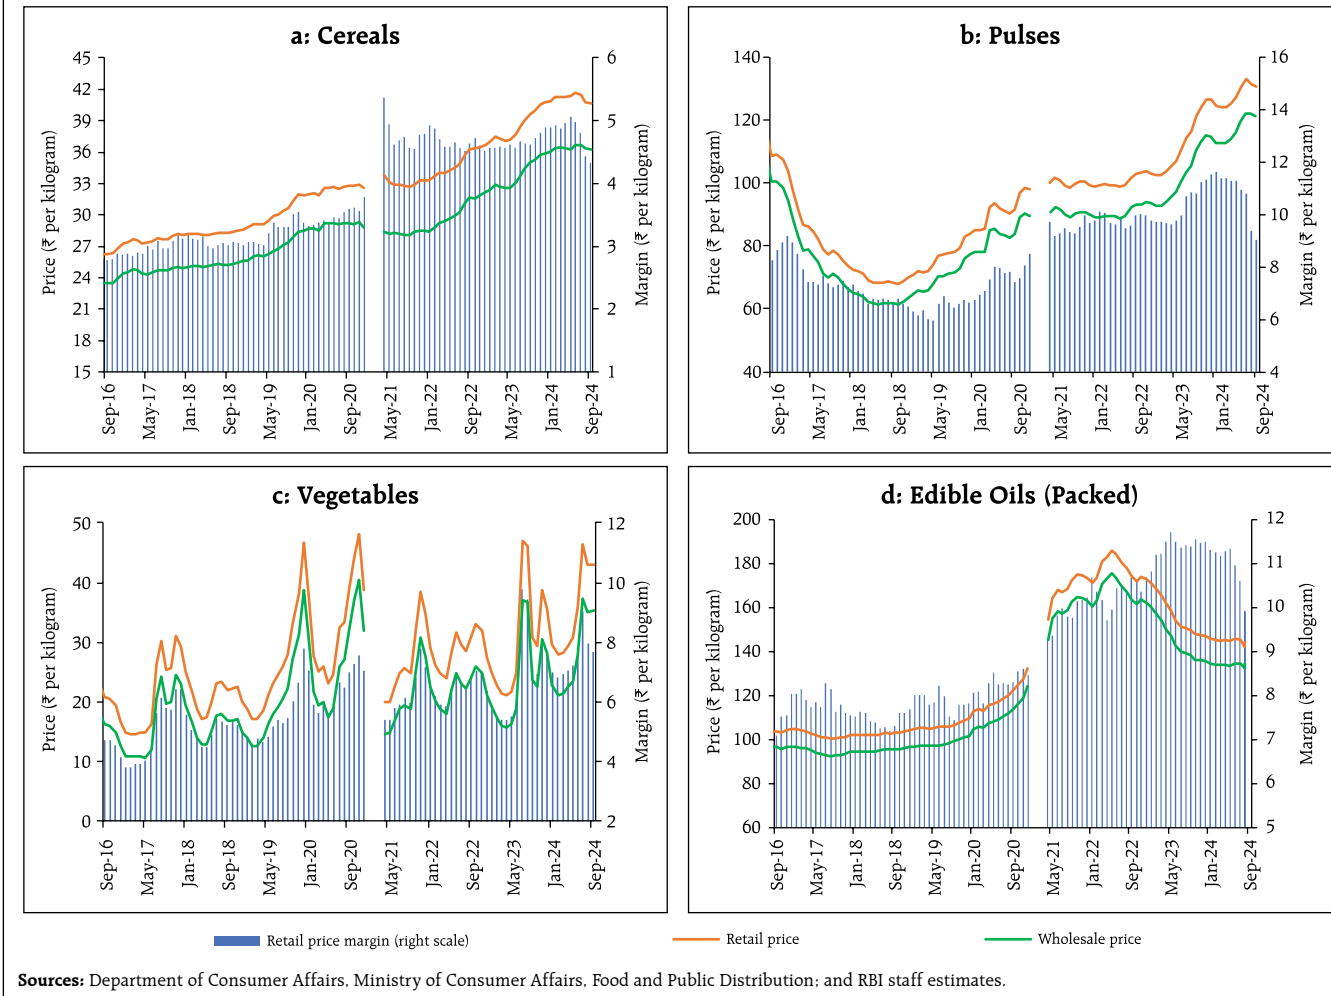 a: Cereals
Price (₹ per kilogram)
45
42
39
36
33
30
27
24
21
18
15
6
5
4
3
2
1
Margin (₹ per kilogram)
Sep-16
May-17
Jan-18
Sep-18
May-19
Jan-20
Sep-20
May-21
Jan-22
Sep-22
May-23
Jan-24
Sep-24
b: Pulses
Price (₹ per kilogram)
140
120
100
80
60
40
16
14
12
10
8
6
4
Margin (₹ per kilogram)
Sep-16
May-17
Jan-18
Sep-18
May-19
Jan-20
Sep-20
May-21
Jan-22
Sep-22
May-23
Jan-24
Sep-24
c: Vegetables
Price (₹ per kilogram)
50
40
30
20
10
0
12
10
8
6
4
2
Margin (₹ per kilogram)
Sep-16
May-17
Jan-18
Sep-18
May-19
Jan-20
Sep-20
May-21
Jan-22
Sep-22
May-23
Jan-24
Sep-24
d: Edible Oils (Packed)
Price (₹ per kilogram)
200
180
160
140
120
100
80
60
12
11
10
9
8
7
6
5
Margin (₹ per kilogram)
Sep-16
May-17
Jan-18
Sep-18
May-19
Jan-20
Sep-20
May-21
Jan-22
Sep-22
May-23
Jan-24
Sep-24
Retail price margin (right scale)
Retail price
Wholesale price
Sources: Department of Consumer Affairs, Ministry of Consumer Affairs, Food and Public Distribution; and RBI staff estimates.